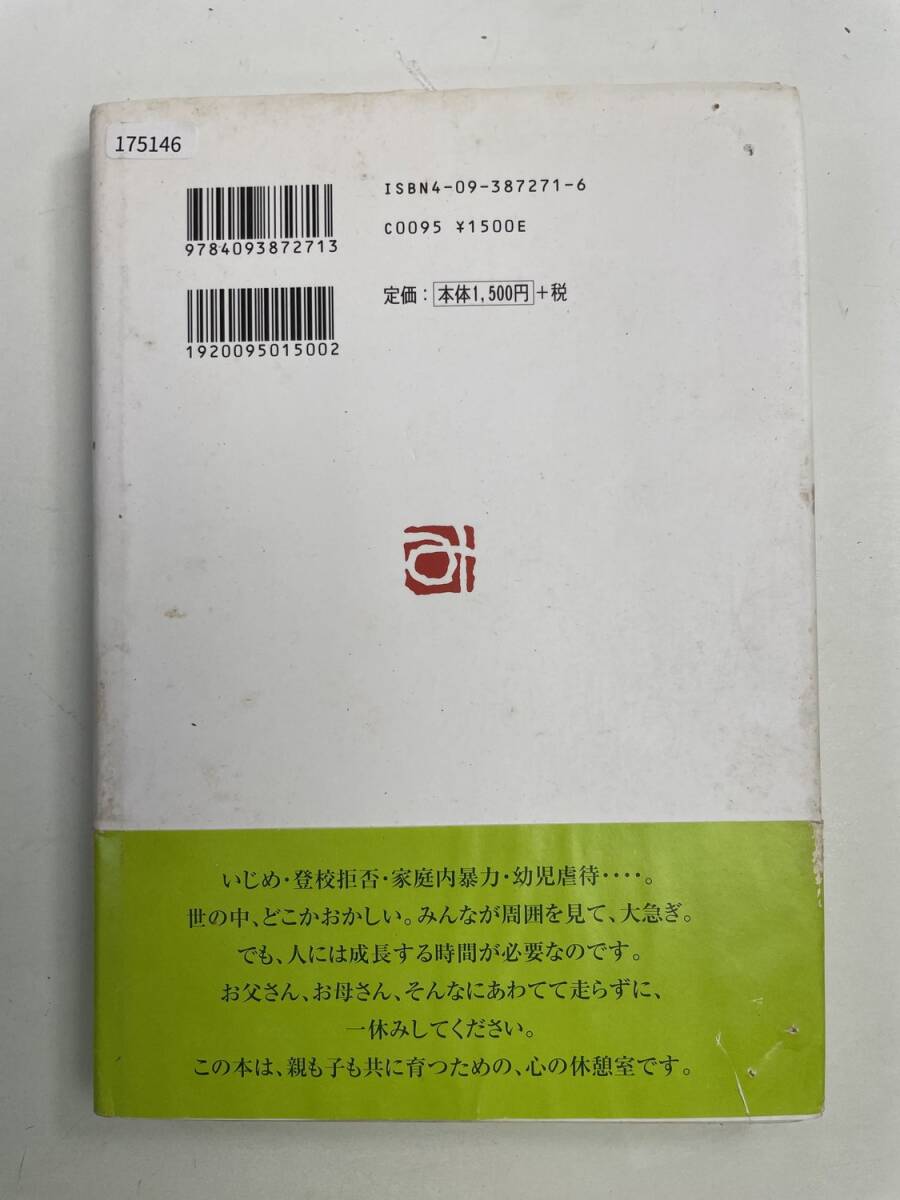 175146
ISBN4-09-387271-6
9784093872713
C0095 ¥1500E
定価：本体1,500円+税
1920095015002
いじめ・登校拒否・家庭内暴力・幼児虐待‥‥。
世の中、どこかおかしい。みんなが周囲を見て、大急ぎ。
でも、人には成長する時間が必要なのです。
お父さん、お母さん、そんなにあわてて走らずに、
一休みしてください。
この本は、親も子も共に育つための、心の休憩室です。